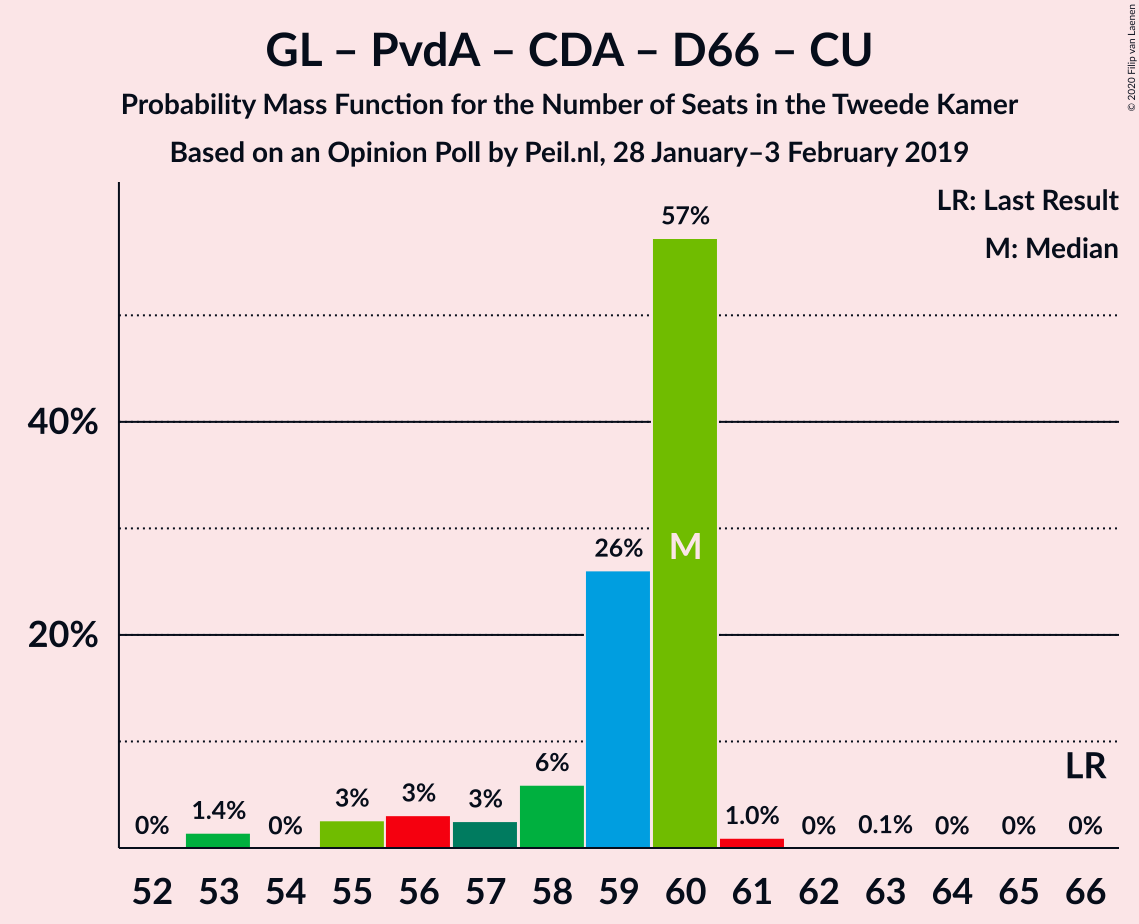 GL – PvdA – CDA – D66 – CU
Probability Mass Function for the Number of Seats in the Tweede Kamer
Based on an Opinion Poll by Peil.nl, 28 January–3 February 2019
© 2020 Filip van Laenen
LR: Last Result
M: Median
57%
40%
26%
M
20%
6%
LR
3%
3%
3%
1.4%
1.0%
0%
0%
0%
0.1%
0%
0%
0%
52 53 54 55 56 57 58 59 60 61 62 63 64 65 66